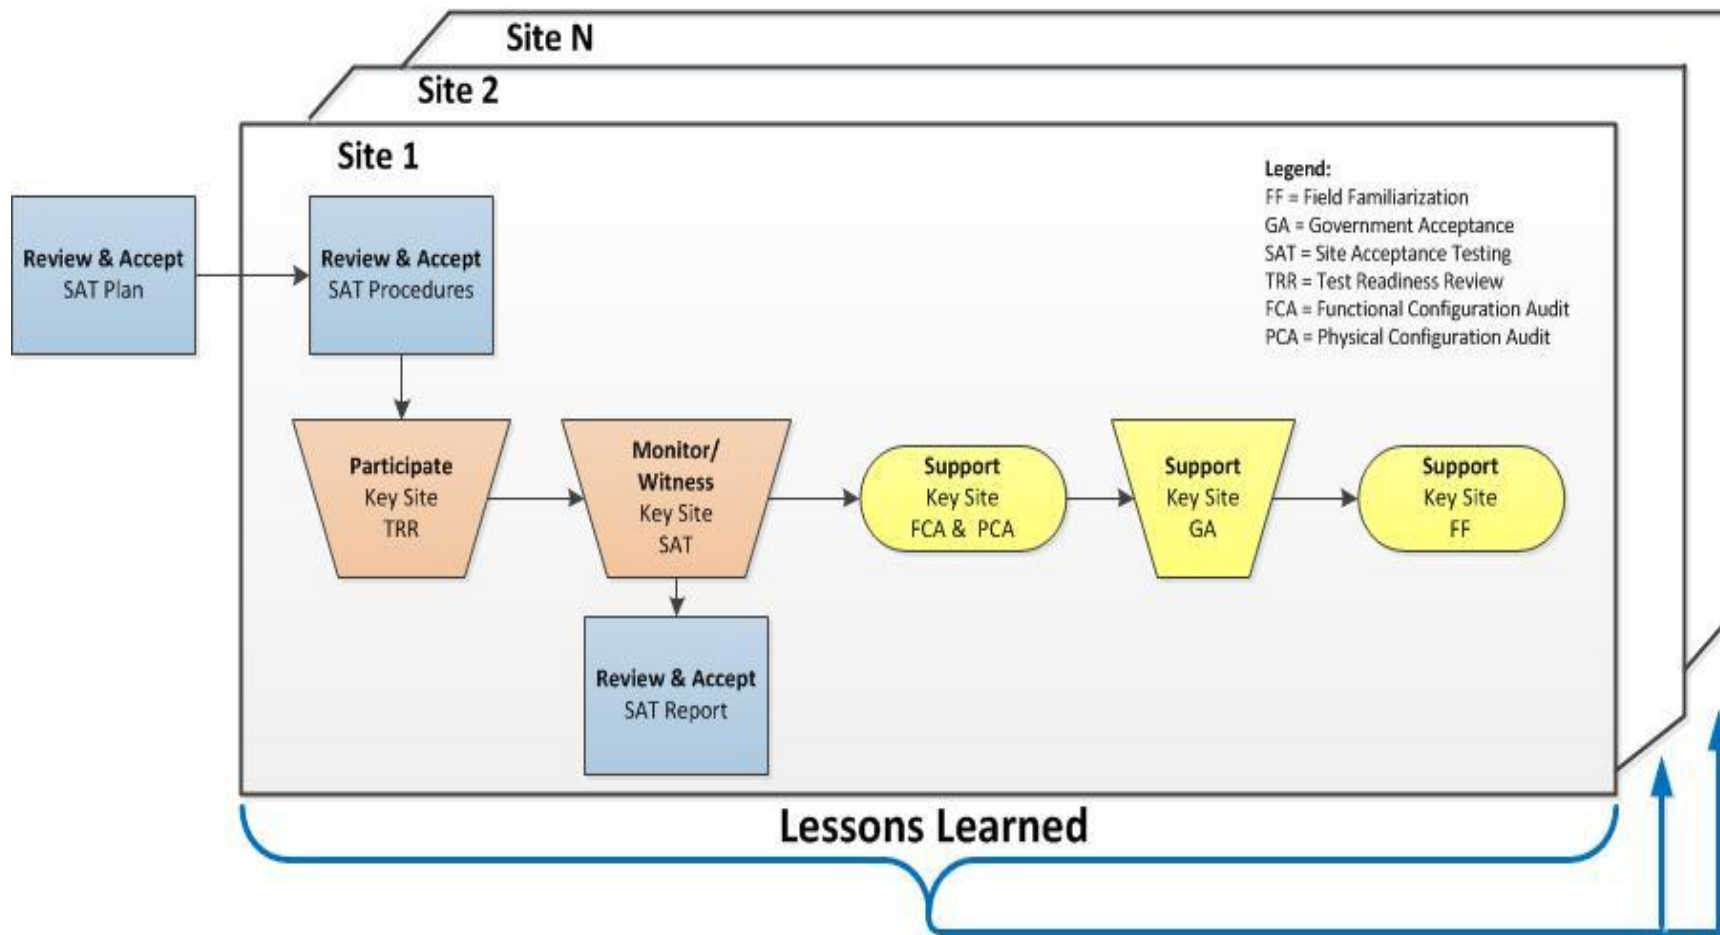 Site N
Site 2
Site 1
Legend:
FF = Field Familiarization
GA = Government Acceptance
SAT = Site Acceptance Testing
TRR = Test Readiness Review
FCA = Functional Configuration Audit
PCA = Physical Configuration Audit
Review & Accept
SAT Plan
Review & Accept
SAT Procedures
Participate
Key Site
TRR
Monitor/
Witness
Key Site
SAT
Support
Key Site
FCA & PCA
Support
Key Site
GA
Support
Key Site
FF
Review & Accept
SAT Report
Lessons Learned